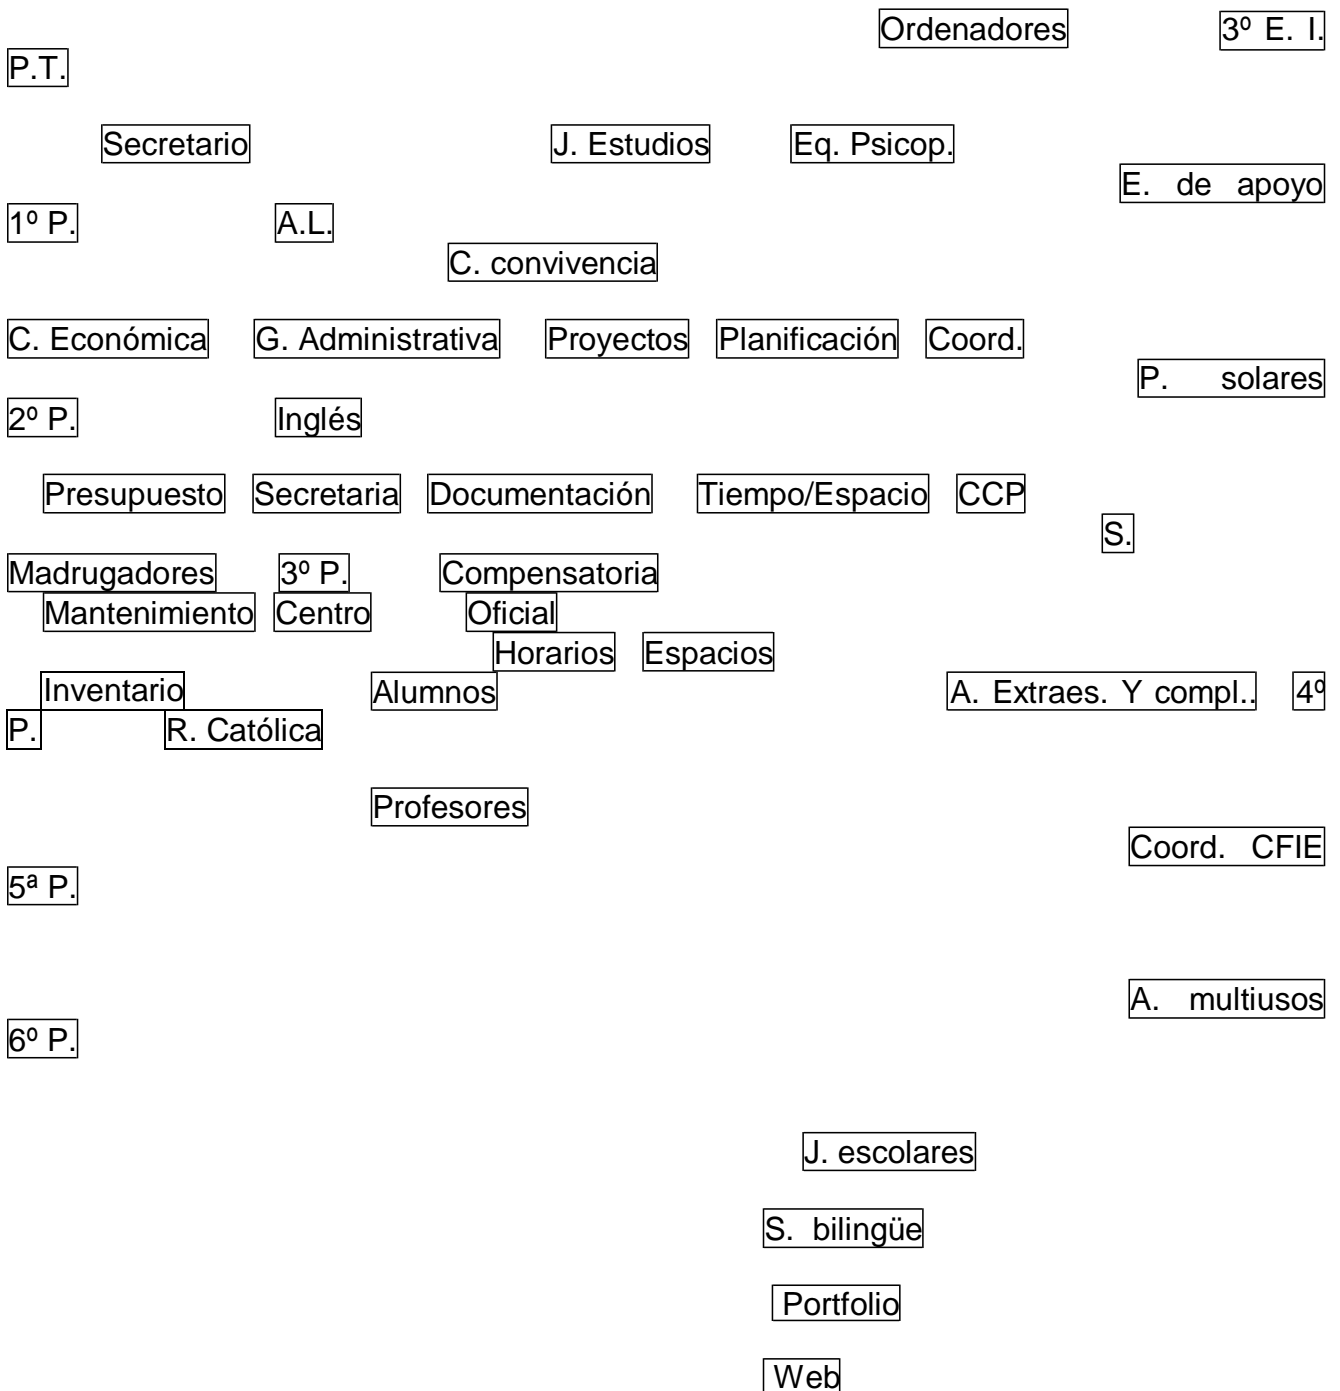 Ordenadores 3º E. I.
P.T.
Secretario J. Estudios Eq. Psicop.
E. de apoyo
1º P. A.L.
C. convivencia
C. Económica G. Administrativa Proyectos Planificación Coord.
P. solares
2º P. Inglés
Presupuesto Secretaria Documentación Tiempo/Espacio CCP
S.
Madrugadores 3º P. Compensatoria
Mantenimiento Centro Oficial
Horarios Espacios
Inventario Alumnos A. Extraes. Y compl.. 4º
P. R. Católica
Profesores
Coord. CFIE
5ª P.
A. multiusos
6º P.
J. escolares
S. bilingüe
Portfolio
Web